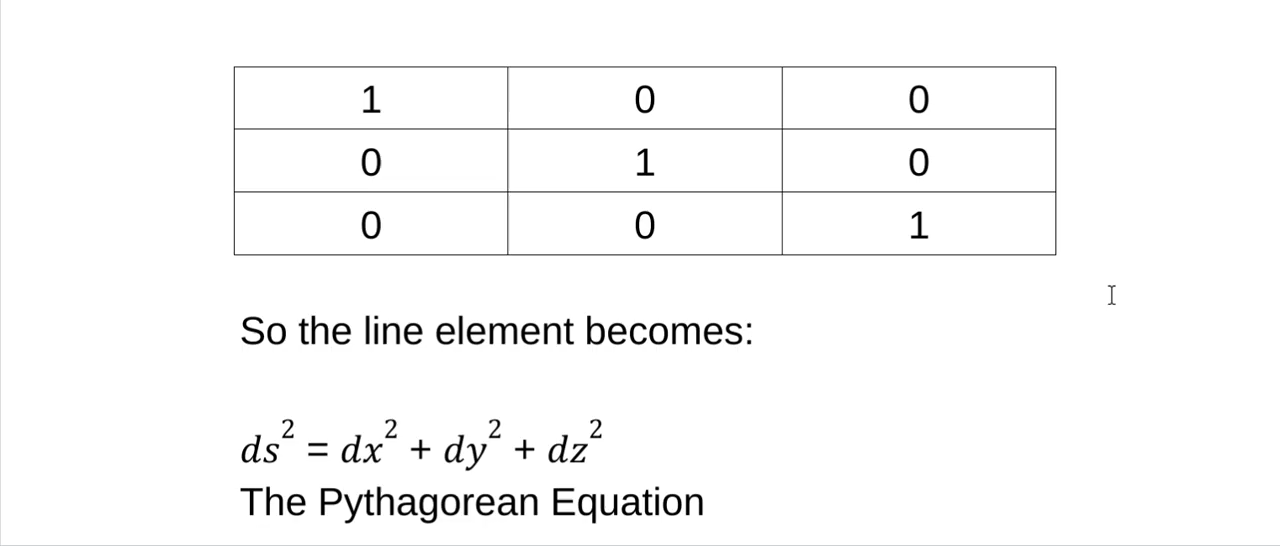 1 0 0
0 1 0
0 0 1
So the line element becomes:
ds² = dx² + dy² + dz²
The Pythagorean Equation